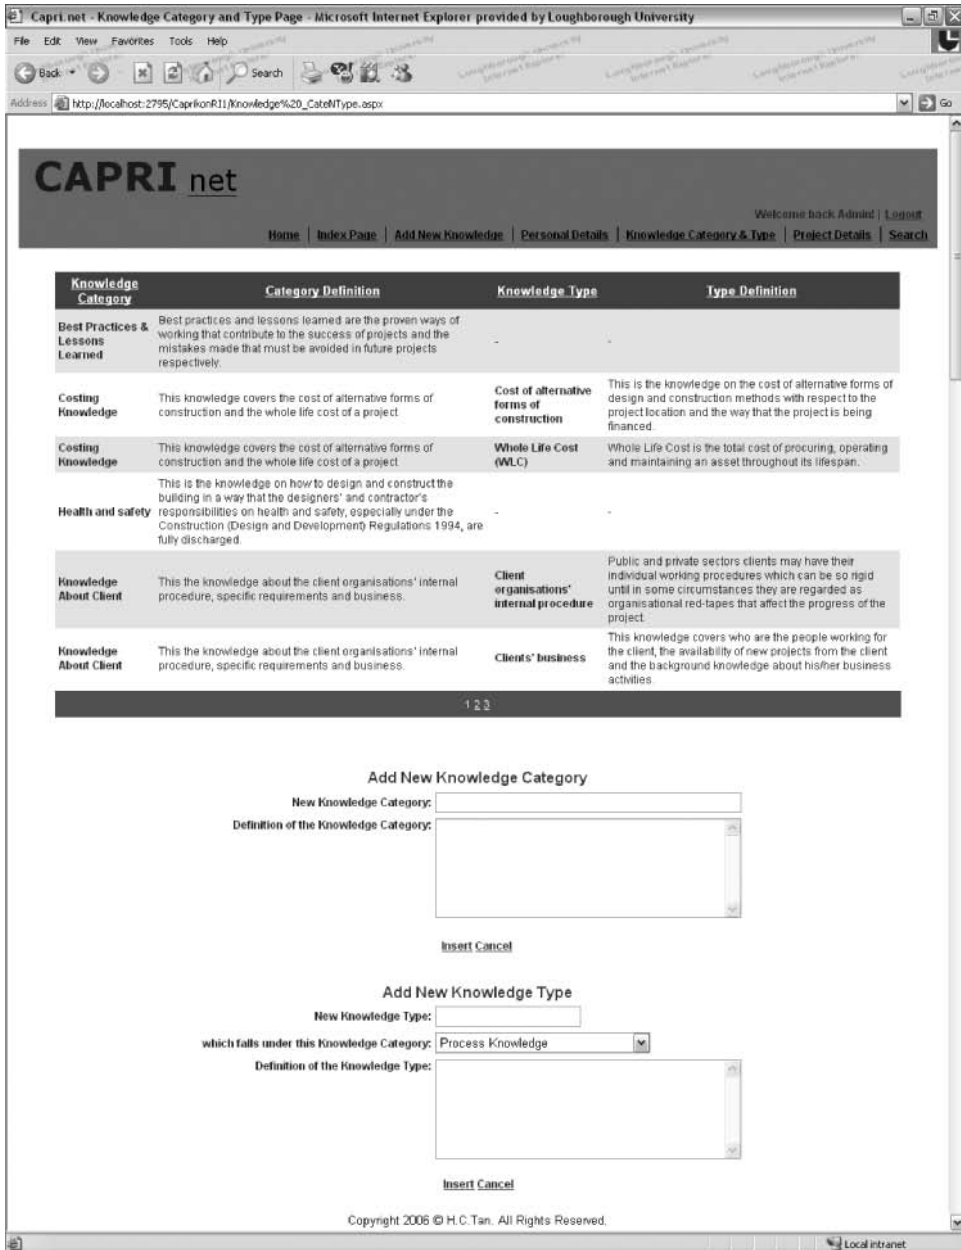 Capri.net - Knowledge Category and Type Page - Microsoft Internet Explorer provided by Loughborough University
File Edit View Favorites Tools Help
Back Search
Address http://localhost:2795/CaprikonRI1/Knowledge%20_CateNType.aspx Go
CAPRI net
Welcome back Admin! | Logout
Home | Index Page | Add New Knowledge | Personal Details | Knowledge Category & Type | Project Details | Search
Knowledge Category Category Definition Knowledge Type Type Definition
Best Practices & Lessons Learned
Best practices and lessons learned are the proven ways of
working that contribute to the success of projects and the
mistakes made that must be avoided in future projects
respectively.
- -
Costing
Knowledge
This knowledge covers the cost of alternative forms of
construction and the whole life cost of a project
Cost of alternative
forms of
construction
This is the knowledge on the cost of alternative forms of
design and construction methods with respect to the
project location and the way that the project is being
financed.
Costing
Knowledge
This knowledge covers the cost of alternative forms of
construction and the whole life cost of a project
Whole Life Cost
(WLC)
Whole Life Cost is the total cost of procuring, operating
and maintaining an asset throughout its lifespan.
Health and safety
This is the knowledge on how to design and construct the
building in a way that the designers' and contractor's
responsibilities on health and safety, especially under the
Construction (Design and Development) Regulations 1994, are
fully discharged.
- -
Knowledge
About Client
This the knowledge about the client organisations' internal
procedure, specific requirements and business.
Client
organisations'
internal procedure
Public and private sectors clients may have their
individual working procedures which can be so rigid
until in some circumstances they are regarded as
organisational red-tapes that affect the progress of the
project.
Knowledge
About Client
This the knowledge about the client organisations' internal
procedure, specific requirements and business.
Clients' business
This knowledge covers who are the people working for
the client, the availability of new projects from the client
and the background knowledge about his/her business
activities.
1 2 3
Add New Knowledge Category
New Knowledge Category:
Definition of the Knowledge Category:
Insert Cancel
Add New Knowledge Type
New Knowledge Type:
which falls under this Knowledge Category: Process Knowledge
Definition of the Knowledge Type:
Insert Cancel
Copyright 2006 © H.C.Tan. All Rights Reserved.
Local intranet